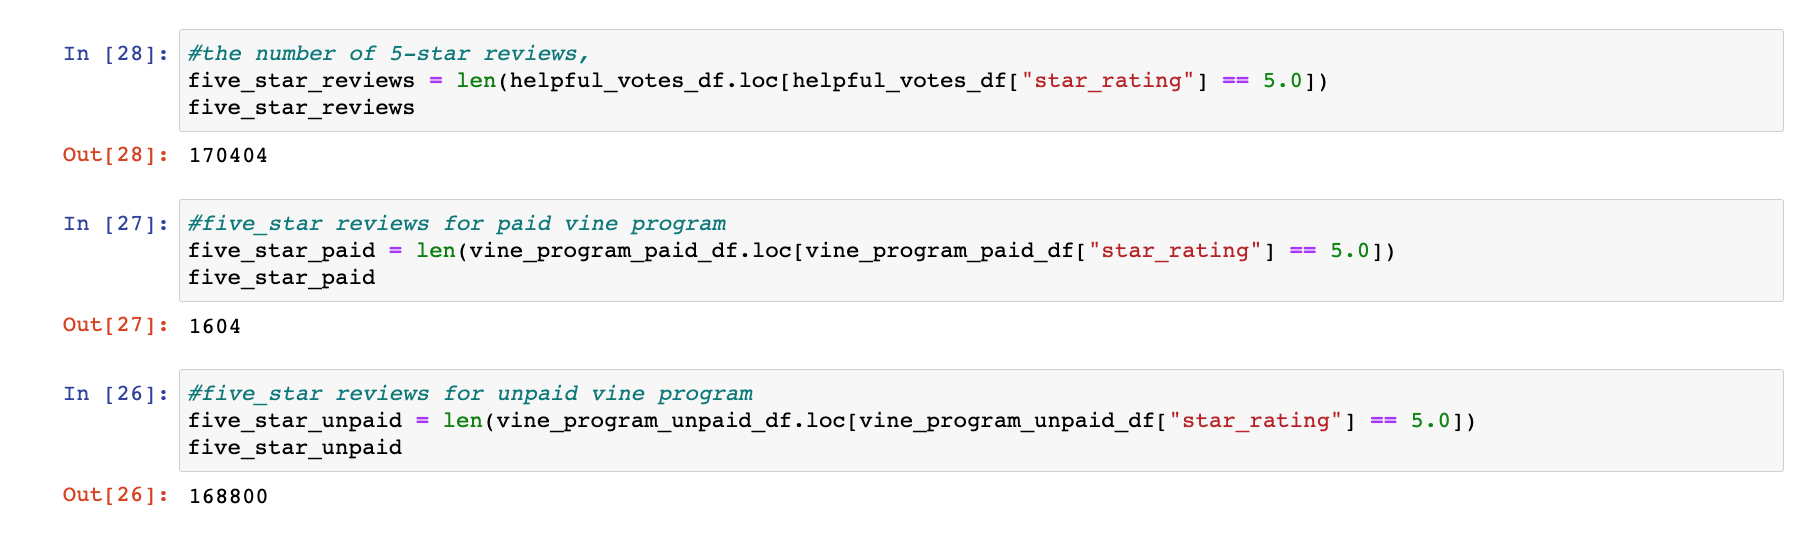 In [28]: #the number of 5-star reviews,
five_star_reviews = len(helpful_votes_df.loc[helpful_votes_df["star_rating"] == 5.0])
five_star_reviews
Out[28]: 170404
In [27]: #five_star reviews for paid vine program
five_star_paid = len(vine_program_paid_df.loc[vine_program_paid_df["star_rating"] == 5.0])
five_star_paid
Out[27]: 1604
In [26]: #five_star reviews for unpaid vine program
five_star_unpaid = len(vine_program_unpaid_df.loc[vine_program_unpaid_df["star_rating"] == 5.0])
five_star_unpaid
Out[26]: 168800